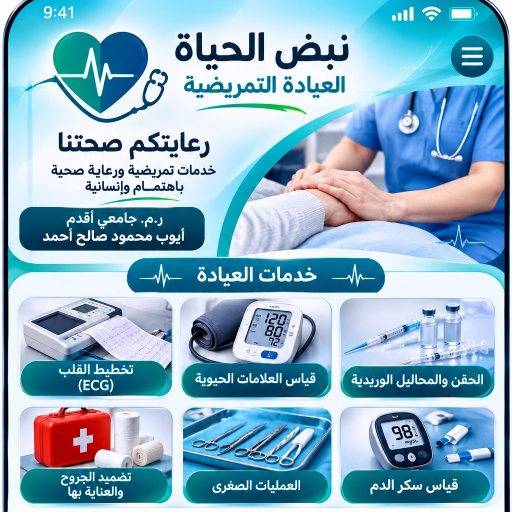 9:41
نبض الحياة
العيادة التمريضية
رعايتكم صحتنا
خدمات تمريضية ورعاية صحية
باهتمـــام وإنسانية
ر.م. جامعي أقدم
أيوب محمود صالح أحمد
خدمات العيادة
تخطيط القلب
(ECG)
120
80
72
قياس العلامات الحيوية
الحقن والمحاليل الوريدية
تضميد الجروح
والعناية بها
العمليات الصغرى
98
قياس سكر الدم